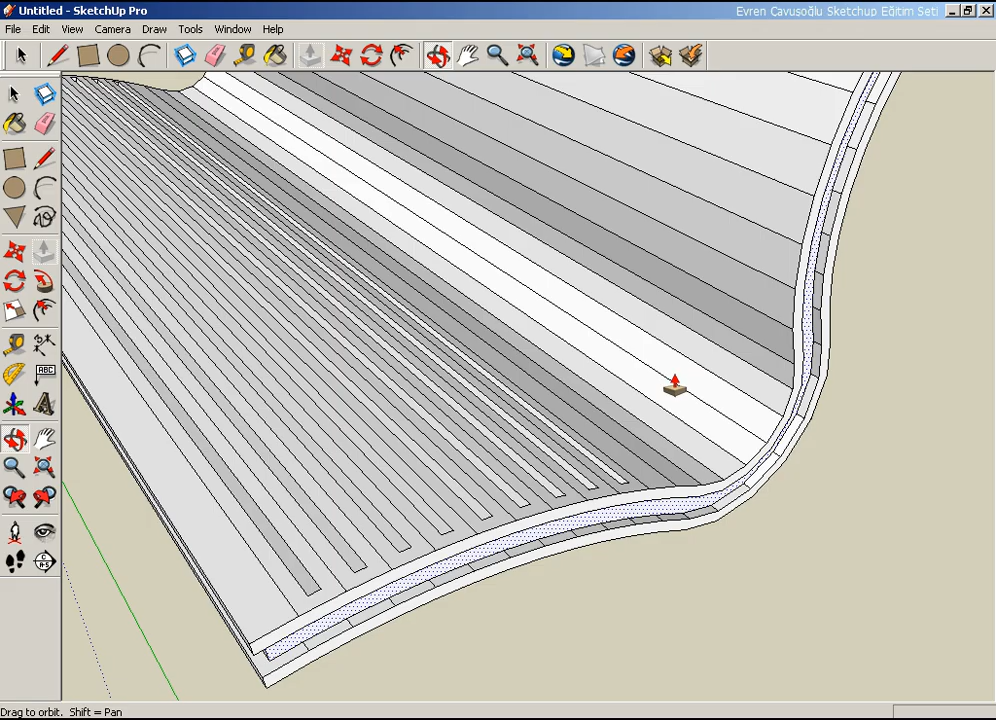 Untitled - SketchUp Pro
Evren Çavusoğlu Sketchup Eğitim Seti
File Edit View Camera Draw Tools Window Help
ABC
A
Drag to orbit. Shift = Pan